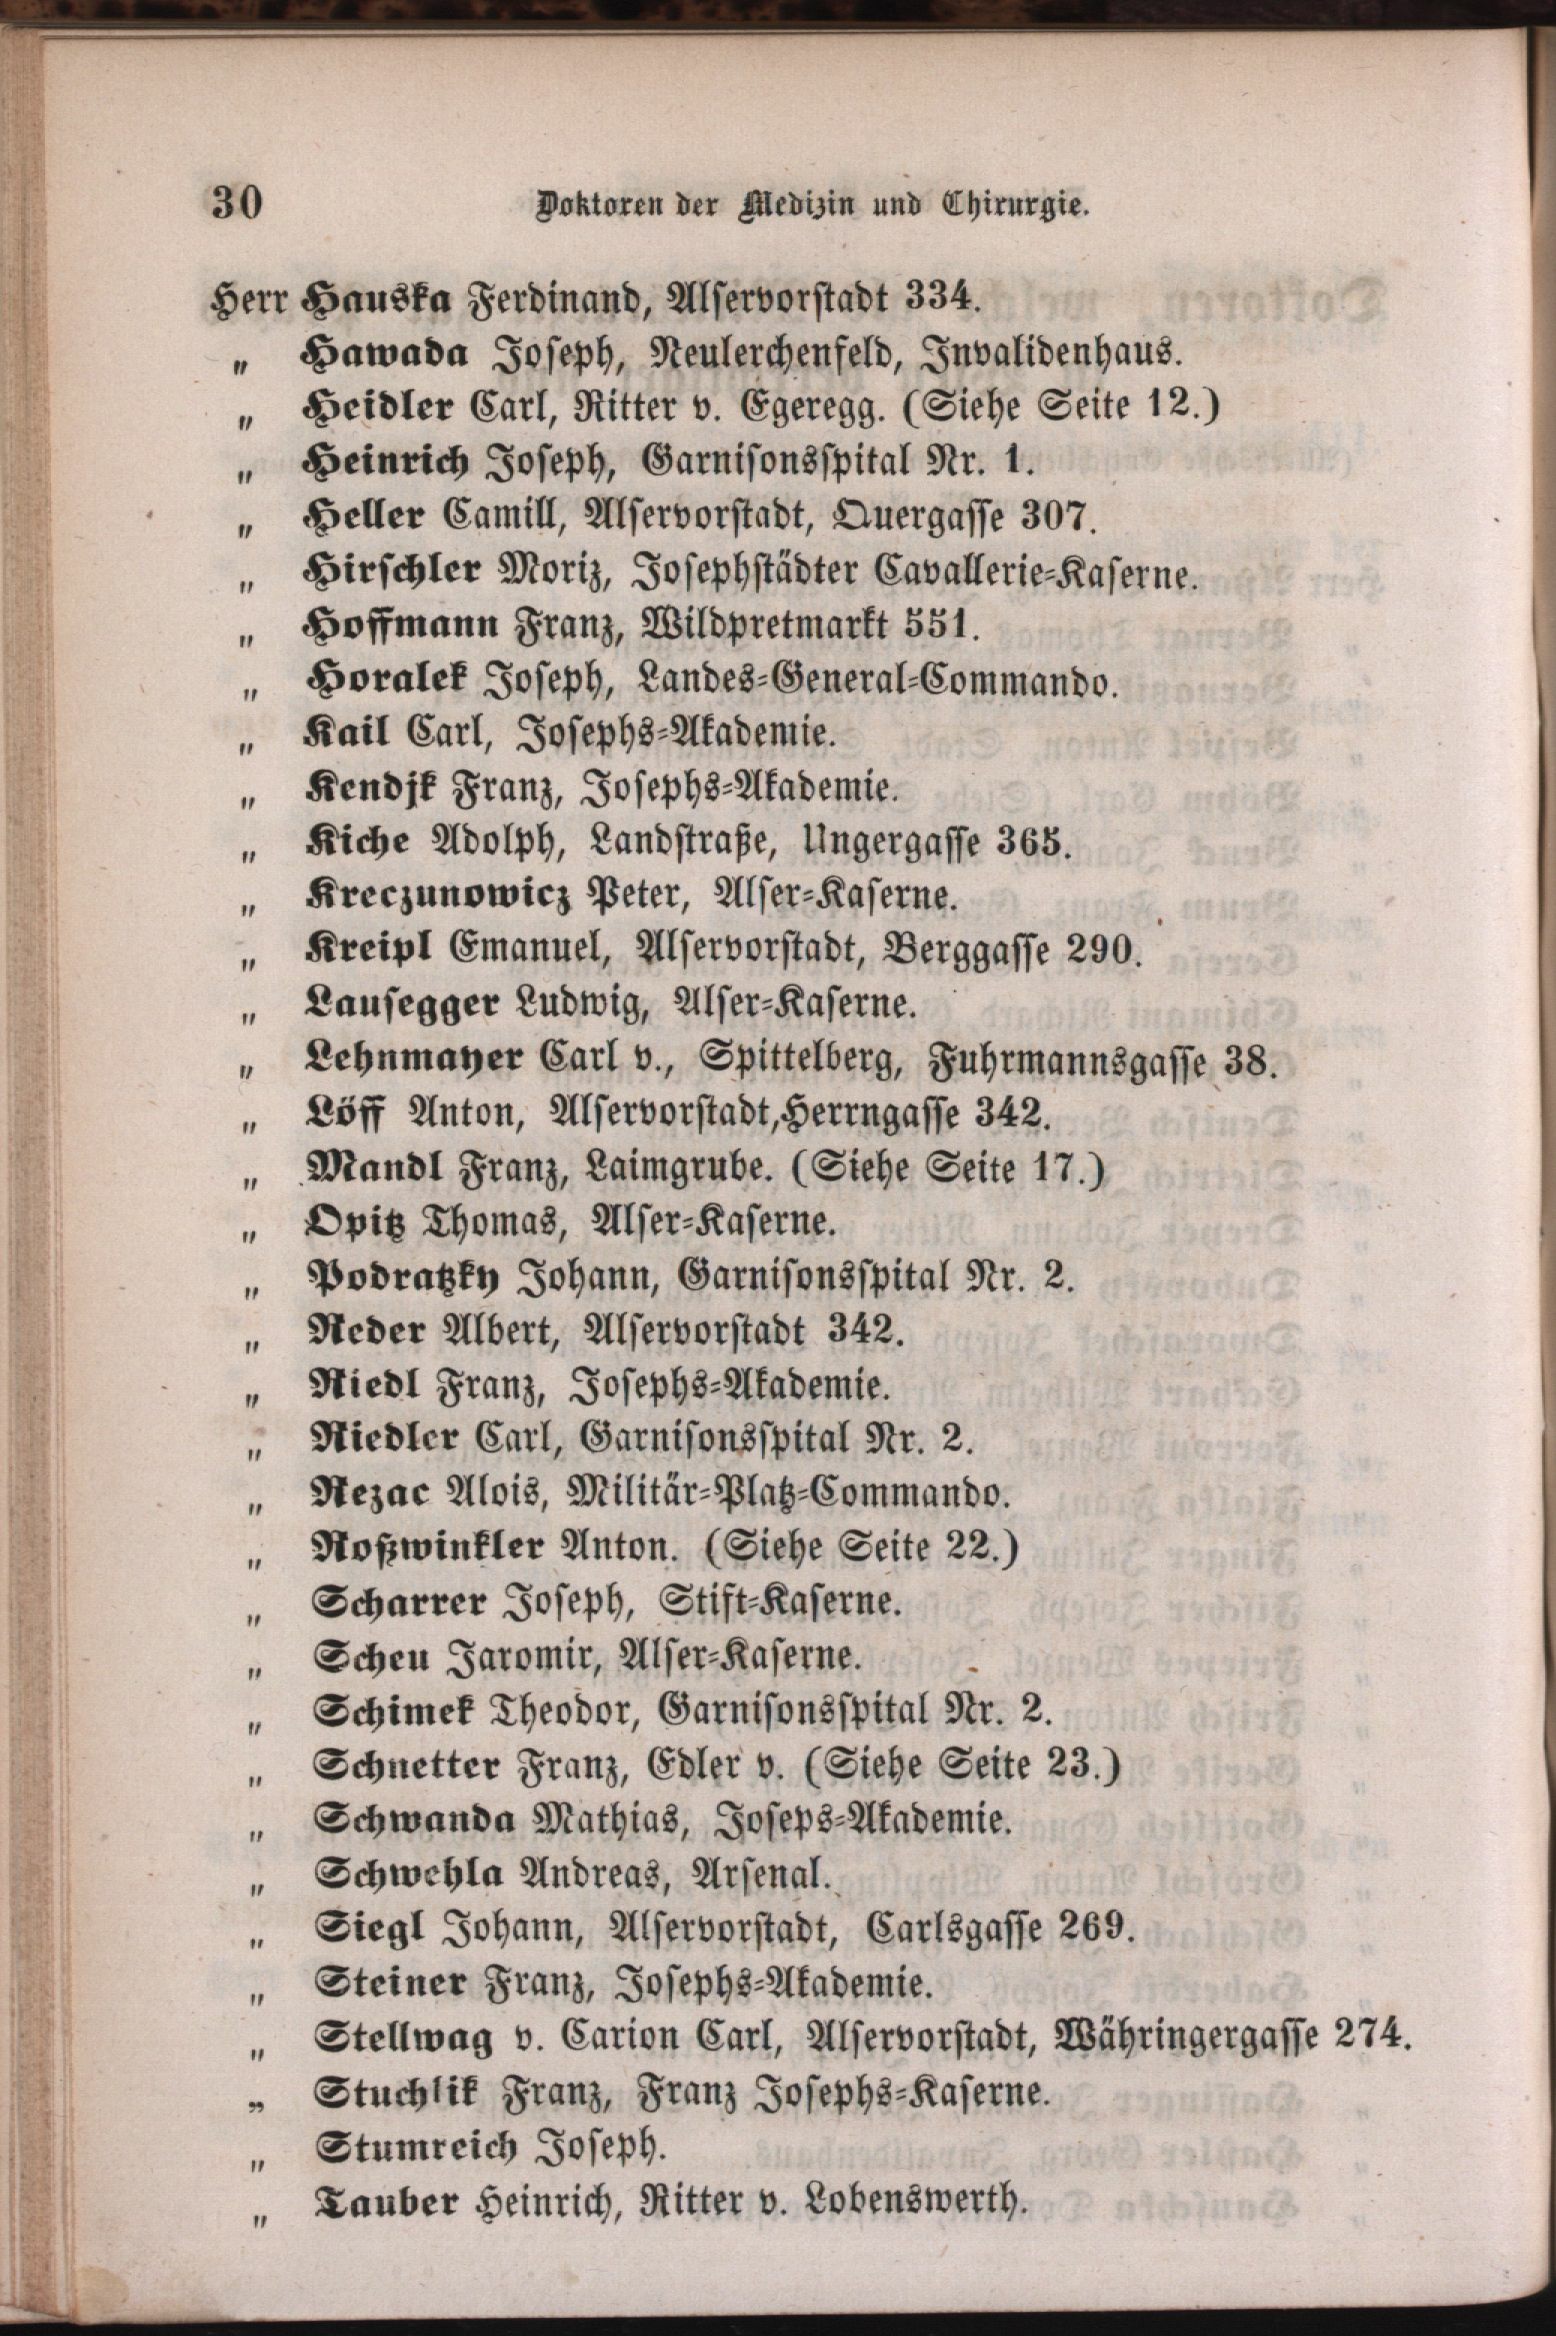 30 Doktoren der Medizin und Chirurgie.
Herr Hauska Ferdinand, Alservorstadt 334.
„ Hawada Joseph, Neulerchenfeld, Invalidenhaus.
„ Heidler Carl, Ritter v. Egeregg. (Siehe Seite 12.)
„ Heinrich Joseph, Garnisonsspital Nr. 1.
„ Heller Camill, Alservorstadt, Quergasse 307.
„ Hirschler Moriz, Josephstädter Cavallerie-Kaserne.
„ Hoffmann Franz, Wildpretmarkt 551.
„ Horalek Joseph, Landes-General-Commando.
„ Kail Carl, Josephs-Akademie.
„ Kendjk Franz, Josephs-Akademie.
„ Kiche Adolph, Landstraße, Ungergasse 365.
„ Kreczunowicz Peter, Alser-Kaserne.
„ Kreipl Emanuel, Alservorstadt, Berggasse 290.
„ Lausegger Ludwig, Alser-Kaserne.
„ Lehnmayer Carl v., Spittelberg, Fuhrmannsgasse 38.
„ Löff Anton, Alservorstadt,Herrngasse 342.
„ Mandl Franz, Laimgrube. (Siehe Seite 17.)
„ Opitz Thomas, Alser-Kaserne.
„ Podratzky Johann, Garnisonsspital Nr. 2.
„ Reder Albert, Alservorstadt 342.
„ Riedl Franz, Josephs-Akademie.
„ Riedler Carl, Garnisonsspital Nr. 2.
„ Rezac Alois, Militär-Platz-Commando.
„ Roßwinkler Anton. (Siehe Seite 22.)
„ Scharrer Joseph, Stift-Kaserne.
„ Scheu Jaromir, Alser-Kaserne.
„ Schimek Theodor, Garnisonsspital Nr. 2.
„ Schnetter Franz, Edler v. (Siehe Seite 23.)
„ Schwanda Mathias, Joseps-Akademie.
„ Schwehla Andreas, Arsenal.
„ Siegl Johann, Alservorstadt, Carlsgasse 269.
„ Steiner Franz, Josephs-Akademie.
„ Stellwag v. Carion Carl, Alservorstadt, Währingergasse 274.
„ Stuchlik Franz, Franz Josephs-Kaserne.
„ Stumreich Joseph.
„ Tauber Heinrich, Ritter v. Lobenswerth.